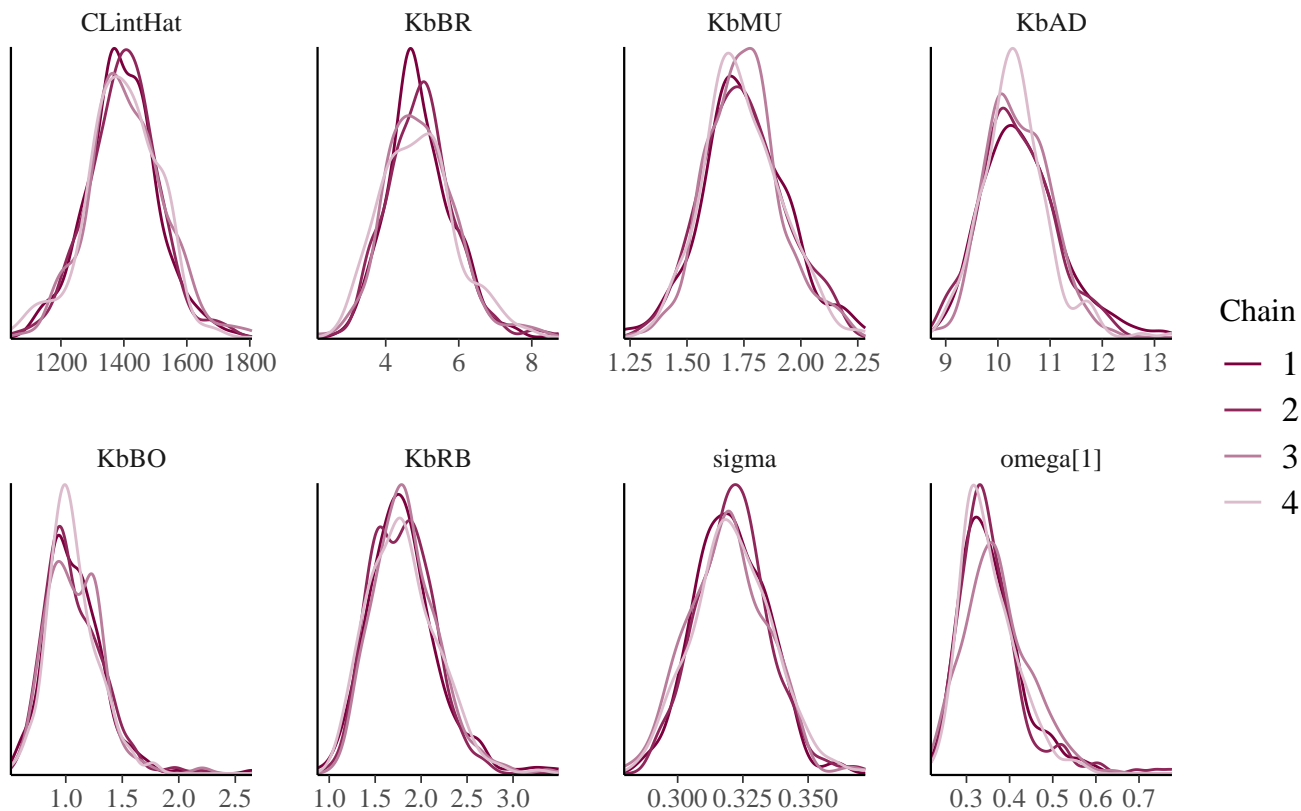 CLintHat KbBR KbMU KbAD
1200 1400 1600 1800 4 6 8 1.25 1.50 1.75 2.00 2.25 9 10 11 12 13
Chain
1
2
3
4
KbBO KbRB sigma omega[1]
1.0 1.5 2.0 2.5 1.0 1.5 2.0 2.5 3.0 0.300 0.325 0.350 0.3 0.4 0.5 0.6 0.7